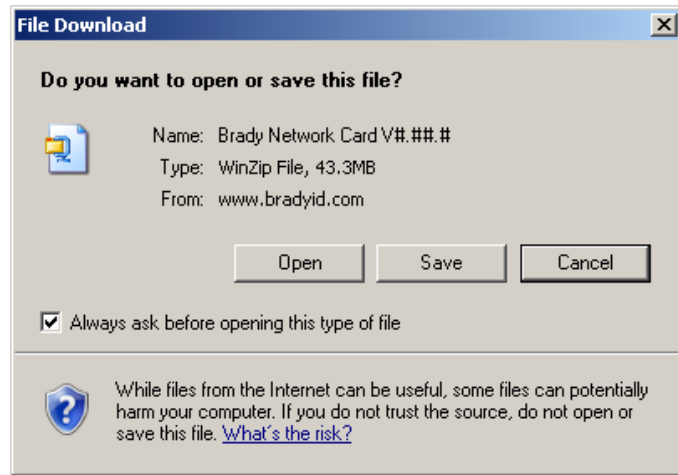 File Download
Do you want to open or save this file?
Name: Brady Network Card V#.##.#
Type: WinZip File, 43.3MB
From: www.bradyid.com
Open Save Cancel
Always ask before opening this type of file
While files from the Internet can be useful, some files can potentially
harm your computer. If you do not trust the source, do not open or
save this file. What's the risk?